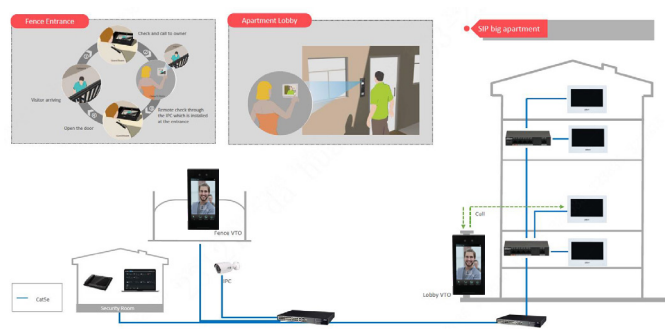 Fence Entrance
Check and call to owner
Visitor arriving
Remote check through
the IPC which is installed
at the entrance
Open the door
Apartment Lobby
SIP big apartment
Call
Fence VTO
IPC
Lobby VTO
Security Room
Cat5e